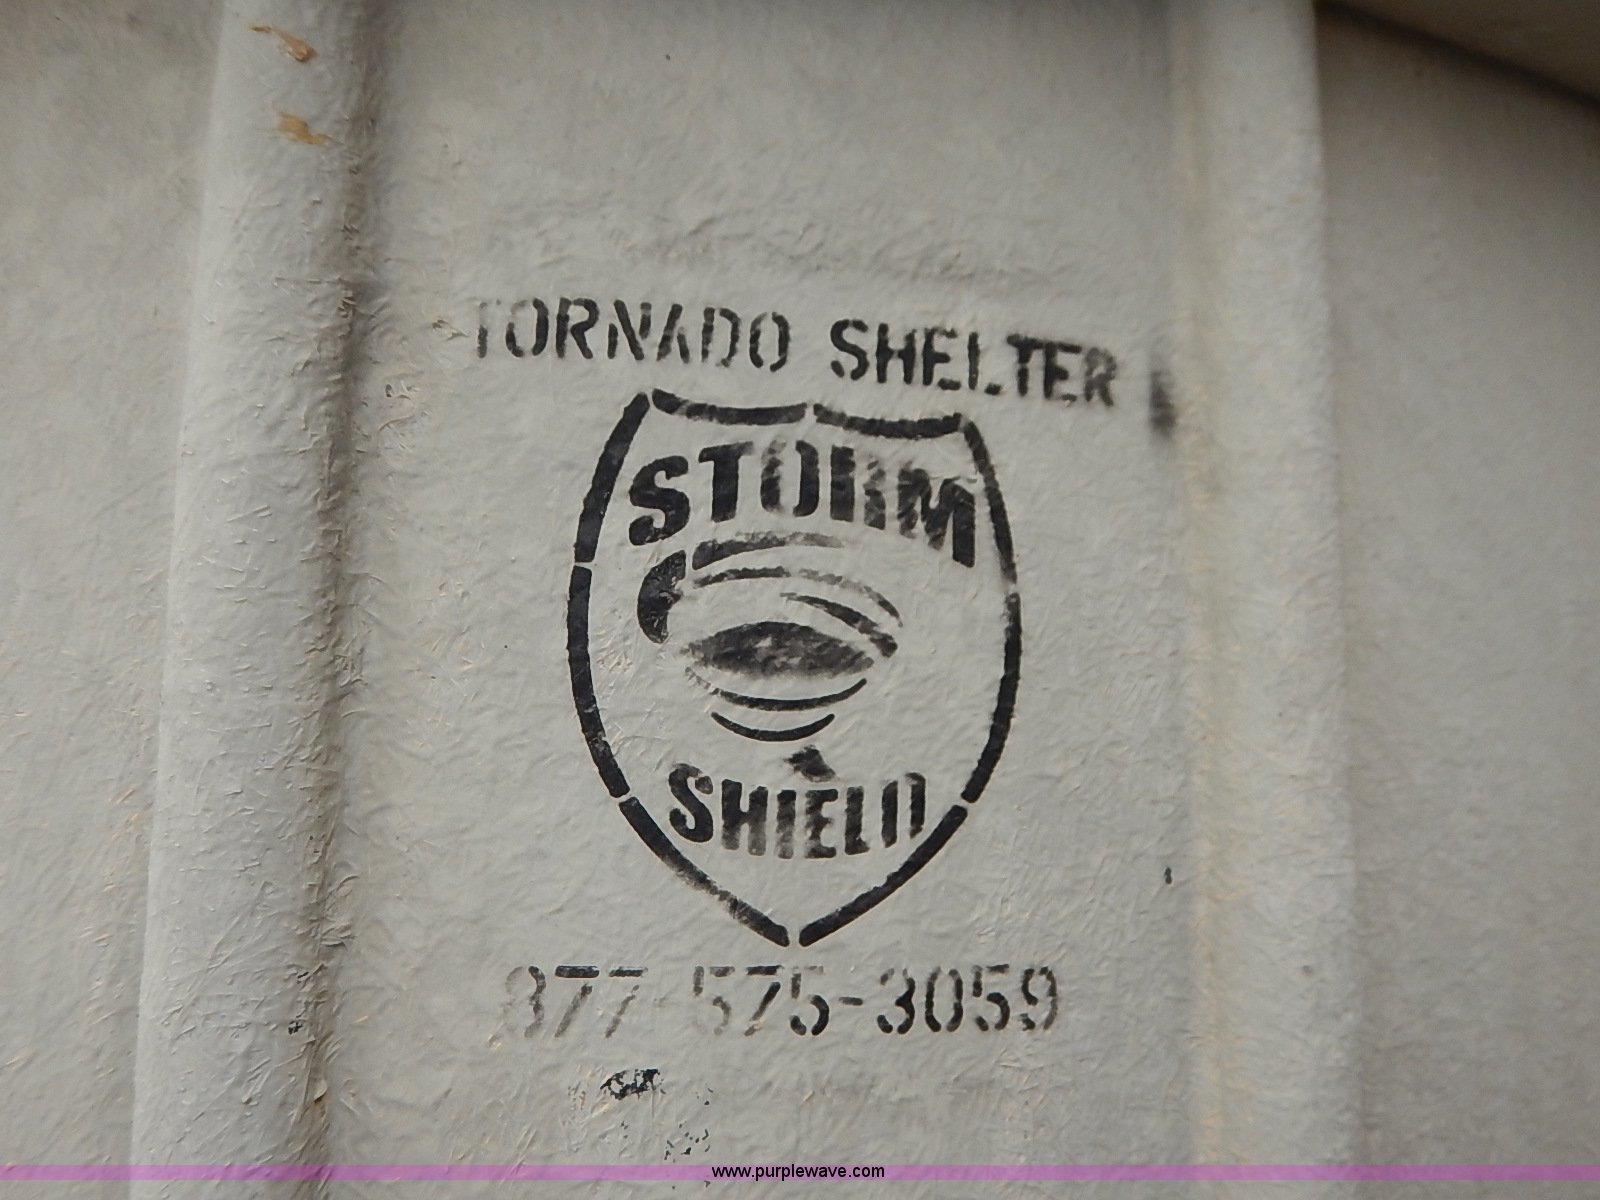 TORNADO SHELTER
STORM
SHIELD
877-575-3059
www.purplewave.com